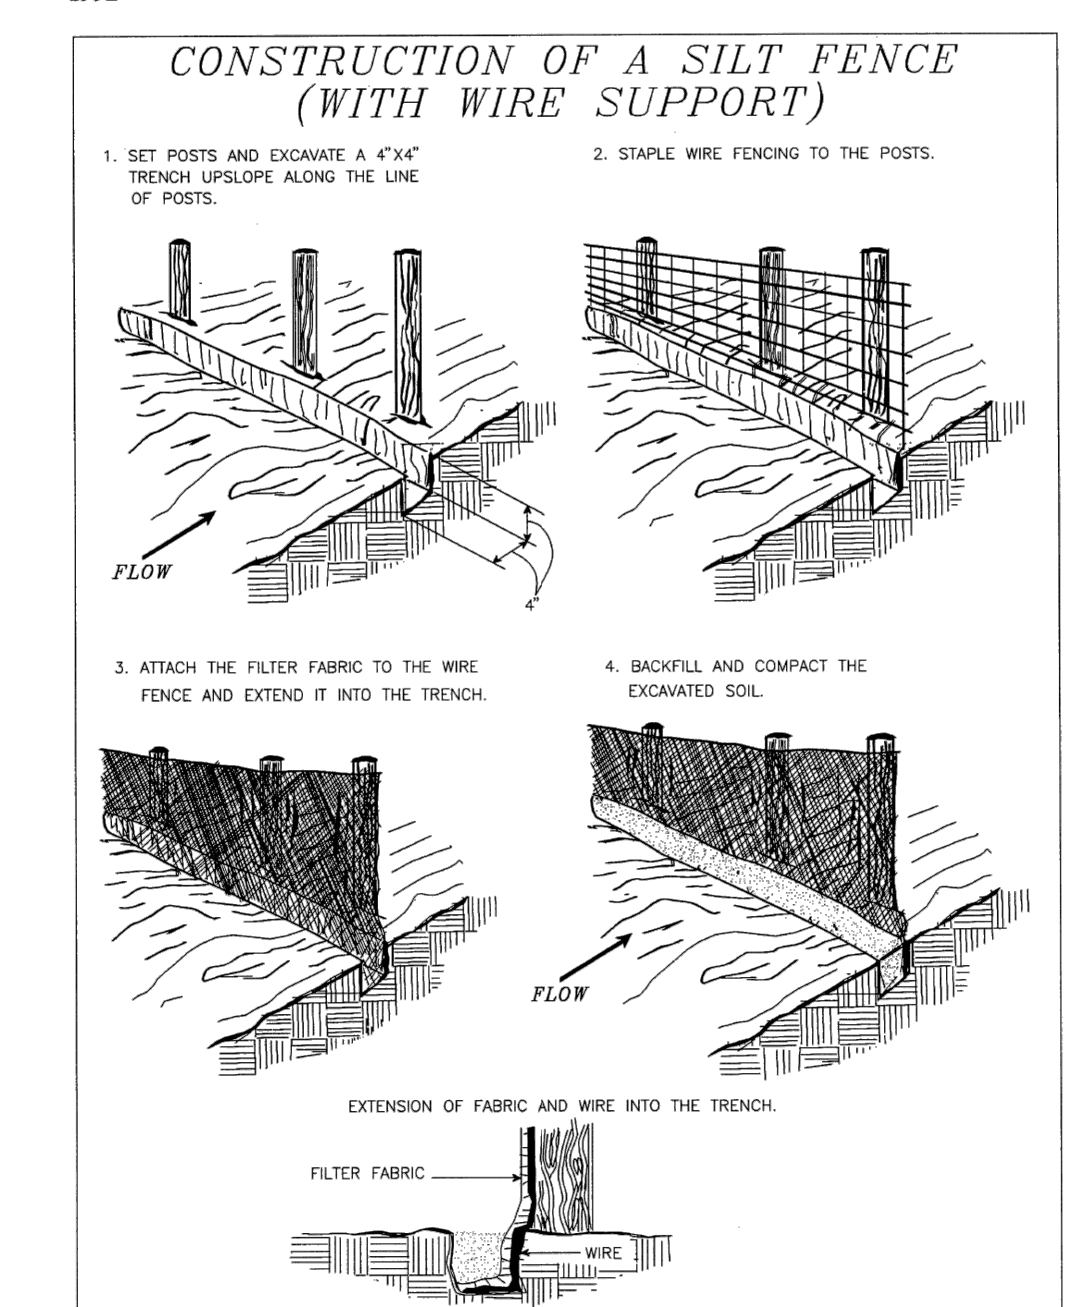 CONSTRUCTION OF A SILT FENCE
(WITH WIRE SUPPORT)
1. SET POSTS AND EXCAVATE A 4"X4"
TRENCH UPSLOPE ALONG THE LINE
OF POSTS.
2. STAPLE WIRE FENCING TO THE POSTS.
FLOW
4"
3. ATTACH THE FILTER FABRIC TO THE WIRE
FENCE AND EXTEND IT INTO THE TRENCH.
4. BACKFILL AND COMPACT THE
EXCAVATED SOIL.
FLOW
EXTENSION OF FABRIC AND WIRE INTO THE TRENCH.
FILTER FABRIC
WIRE